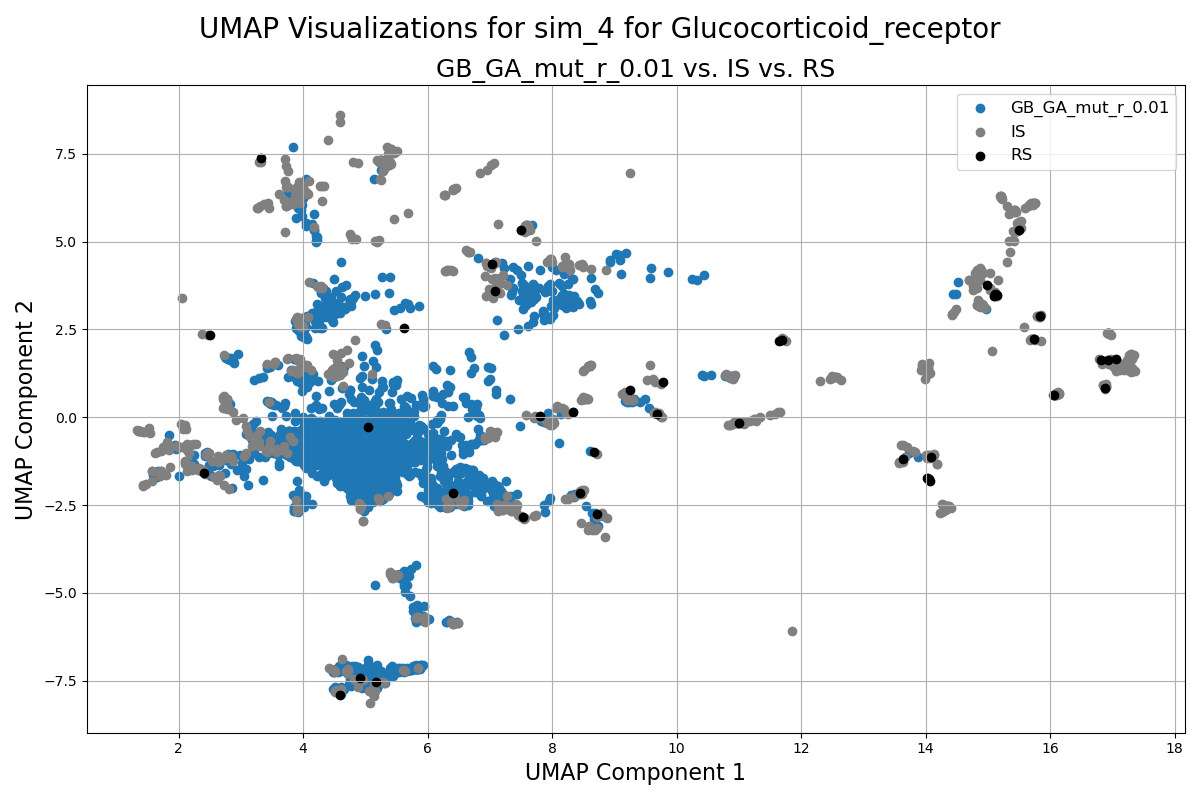 UMAP Visualizations for sim_4 for Glucocorticoid_receptor
GB_GA_mut_r_0.01 vs. IS vs. RS
GB_GA_mut_r_0.01
IS
RS
7.5
5.0
2.5
0.0
−2.5
−5.0
−7.5
UMAP Component 2
2 4 6 8 10 12 14 16 18
UMAP Component 1